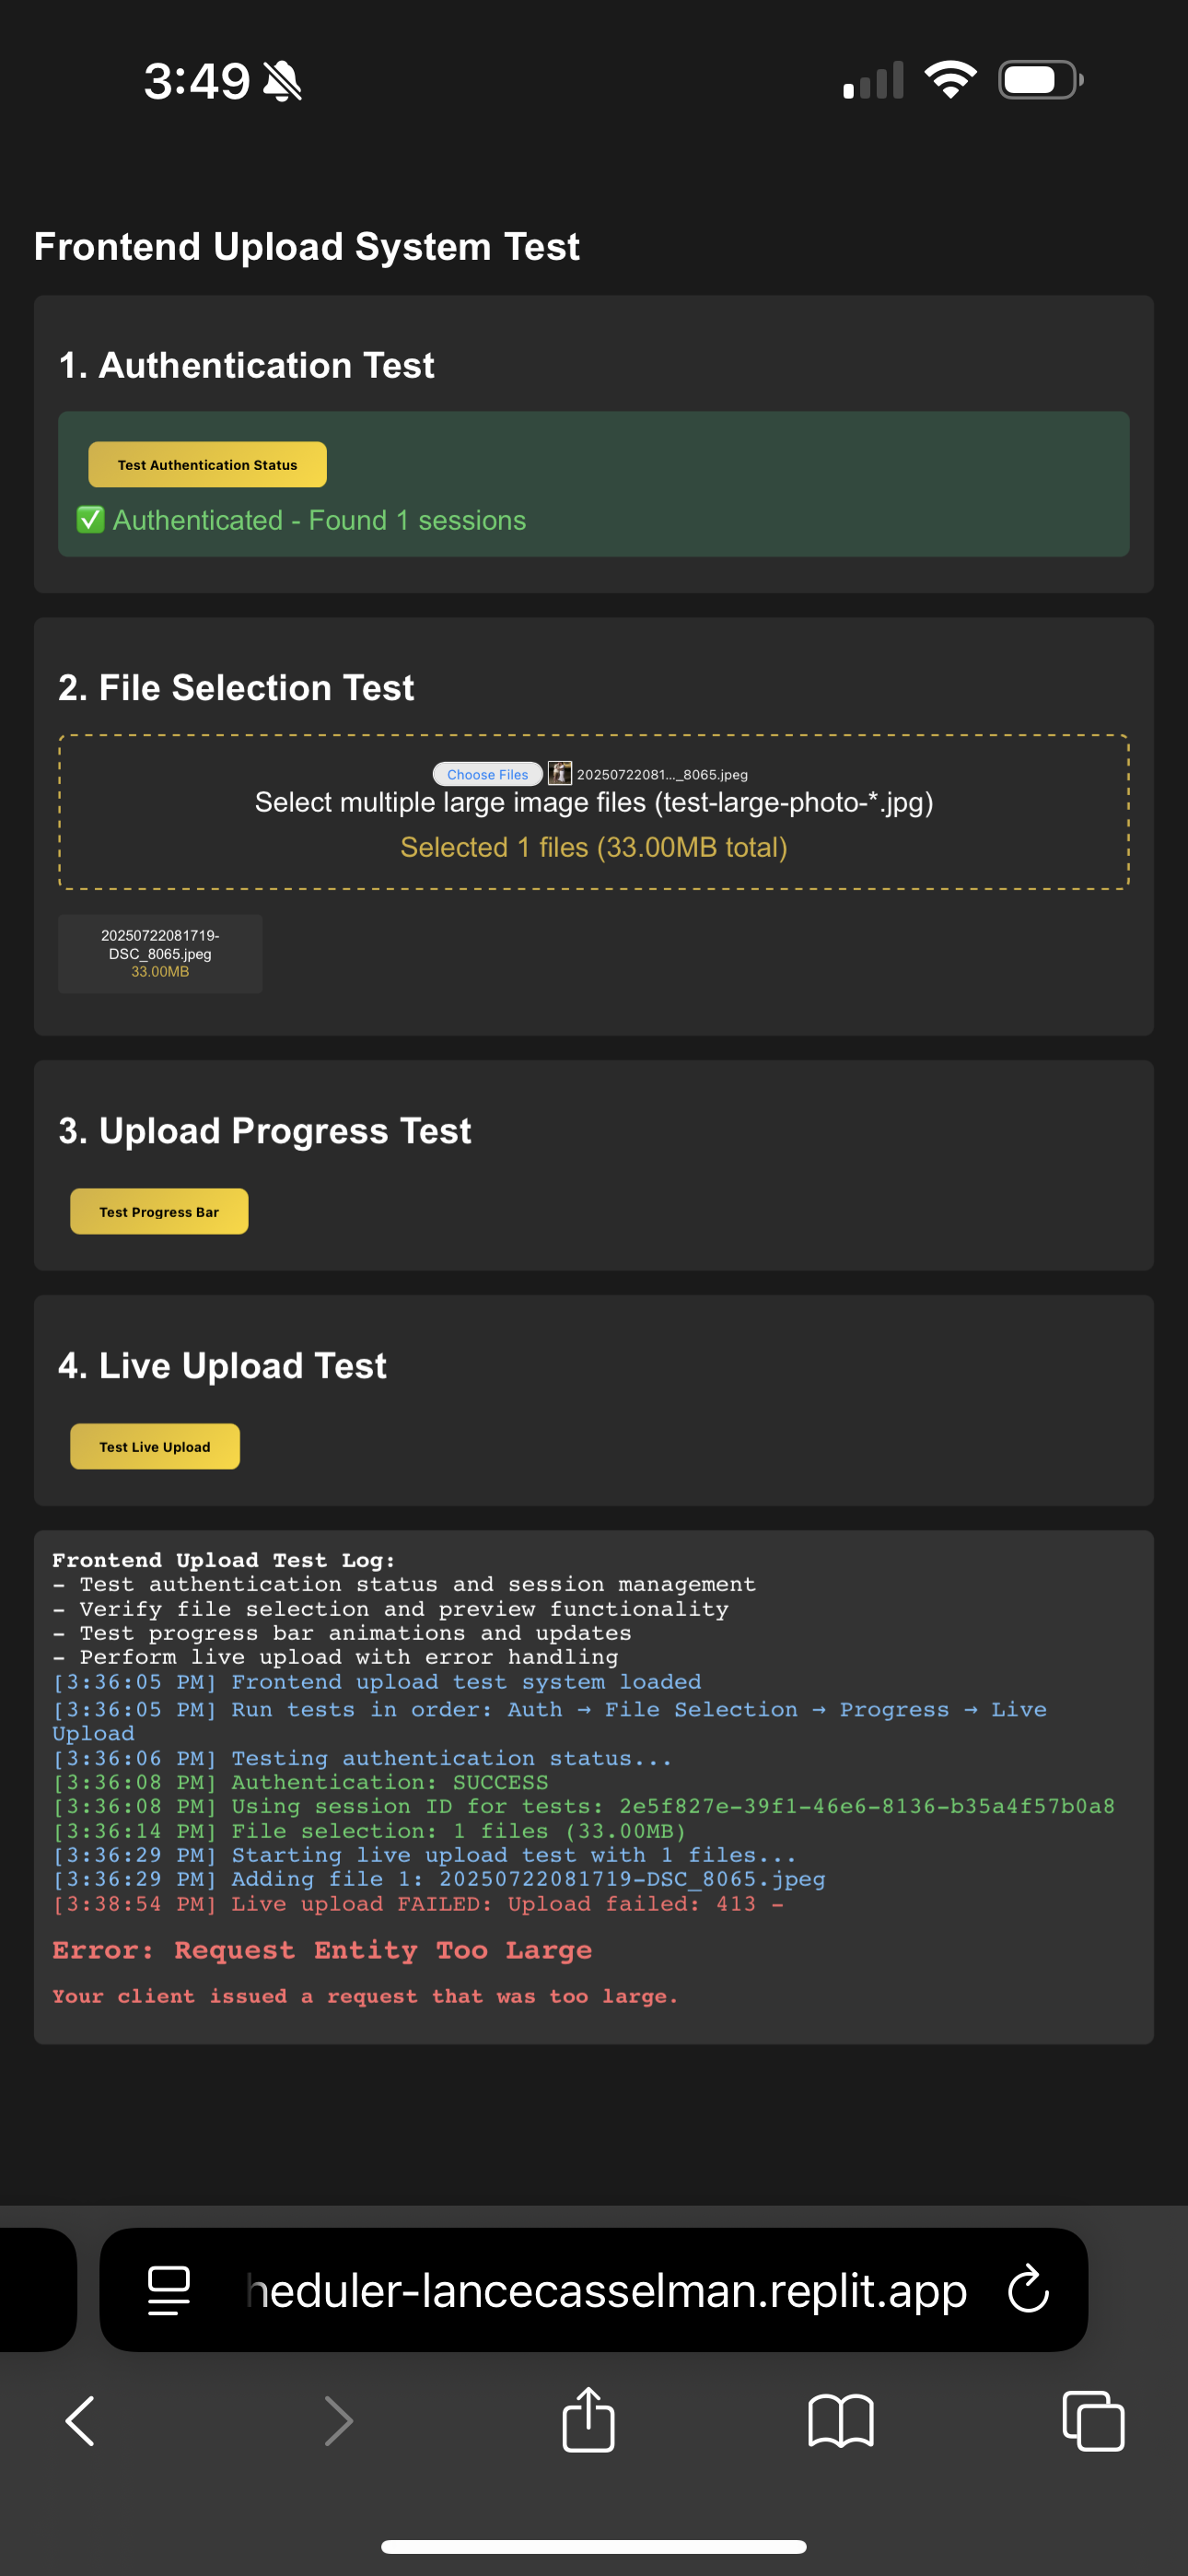 3:49
Frontend Upload System Test
1. Authentication Test
Test Authentication Status
✅ Authenticated - Found 1 sessions
2. File Selection Test
Choose Files 20250722081..._8065.jpeg
Select multiple large image files (test-large-photo-*.jpg)
Selected 1 files (33.00MB total)
20250722081719-
DSC_8065.jpeg
33.00MB
3. Upload Progress Test
Test Progress Bar
4. Live Upload Test
Test Live Upload
Frontend Upload Test Log:
- Test authentication status and session management
- Verify file selection and preview functionality
- Test progress bar animations and updates
- Perform live upload with error handling
[3:36:05 PM] Frontend upload test system loaded
[3:36:05 PM] Run tests in order: Auth → File Selection → Progress → Live
Upload
[3:36:06 PM] Testing authentication status...
[3:36:08 PM] Authentication: SUCCESS
[3:36:08 PM] Using session ID for tests: 2e5f827e-39f1-46e6-8136-b35a4f57b0a8
[3:36:14 PM] File selection: 1 files (33.00MB)
[3:36:29 PM] Starting live upload test with 1 files...
[3:36:29 PM] Adding file 1: 20250722081719-DSC_8065.jpeg
[3:38:54 PM] Live upload FAILED: Upload failed: 413 -
Error: Request Entity Too Large
Your client issued a request that was too large.
heduler-lancecasselman.replit.app